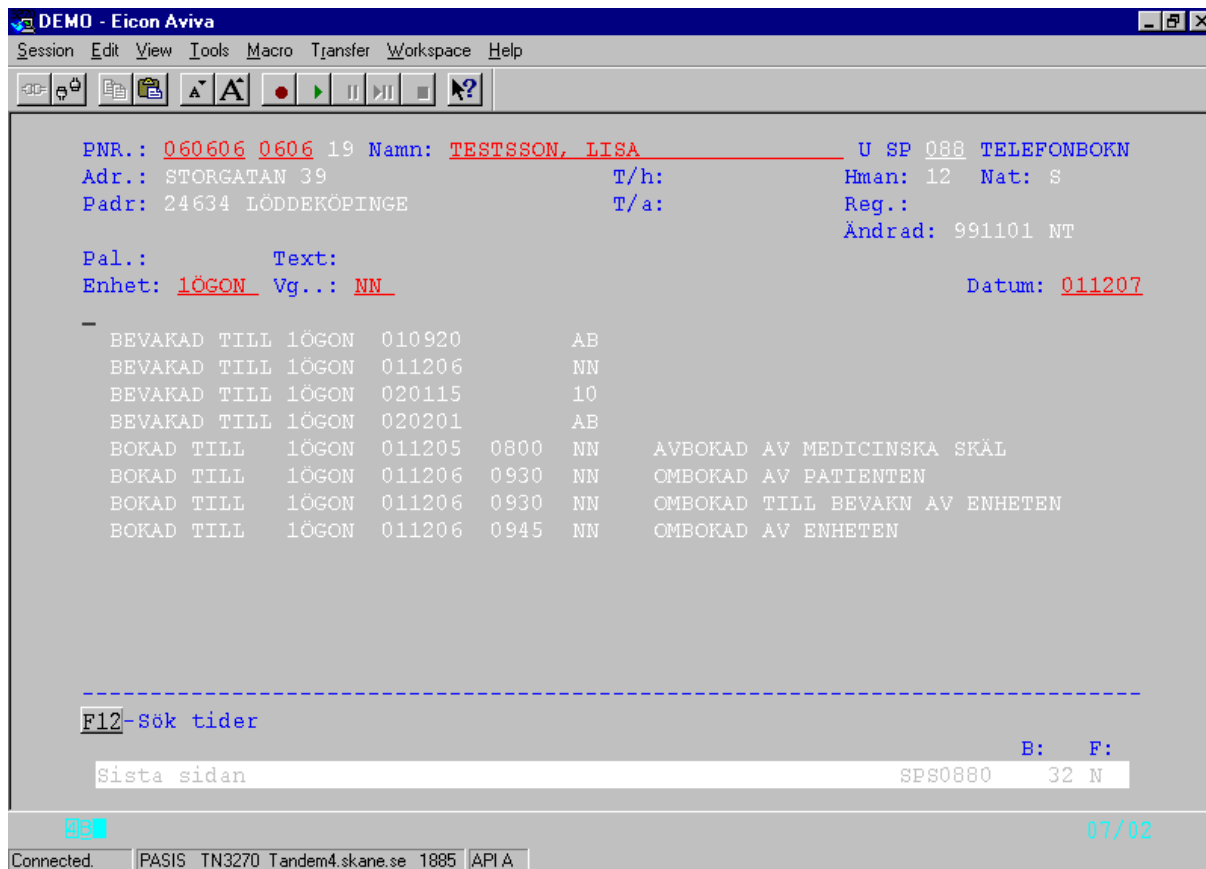 DEMO - Eicon Aviva
Session Edit View Tools Macro Transfer Workspace Help
PNR.: 060606 0606 19 Namn: TESTSSON, LISA U SP 088 TELEFONBOKN
Adr.: STORGATAN 39 T/h: Hman: 12 Nat: S
Padr: 24634 LÖDDEKÖPINGE T/a: Reg.:
Ändrad: 991101 NT
Pal.: Text:
Enhet: 1ÖGON Vg..: NN Datum: 011207
BEVAKAD TILL 1ÖGON 010920 AB
BEVAKAD TILL 1ÖGON 011206 NN
BEVAKAD TILL 1ÖGON 020115 10
BEVAKAD TILL 1ÖGON 020201 AB
BOKAD TILL 1ÖGON 011205 0800 NN AVBOKAD AV MEDICINSKA SKÄL
BOKAD TILL 1ÖGON 011206 0930 NN OMBOKAD AV PATIENTEN
BOKAD TILL 1ÖGON 011206 0930 NN OMBOKAD TILL BEVAKN AV ENHETEN
BOKAD TILL 1ÖGON 011206 0945 NN OMBOKAD AV ENHETEN
F12-Sök tider
B: F:
Sista sidan SPS0880 32 N
4B 07/02
Connected. PASIS TN3270 Tandem4.skane.se 1885 API A